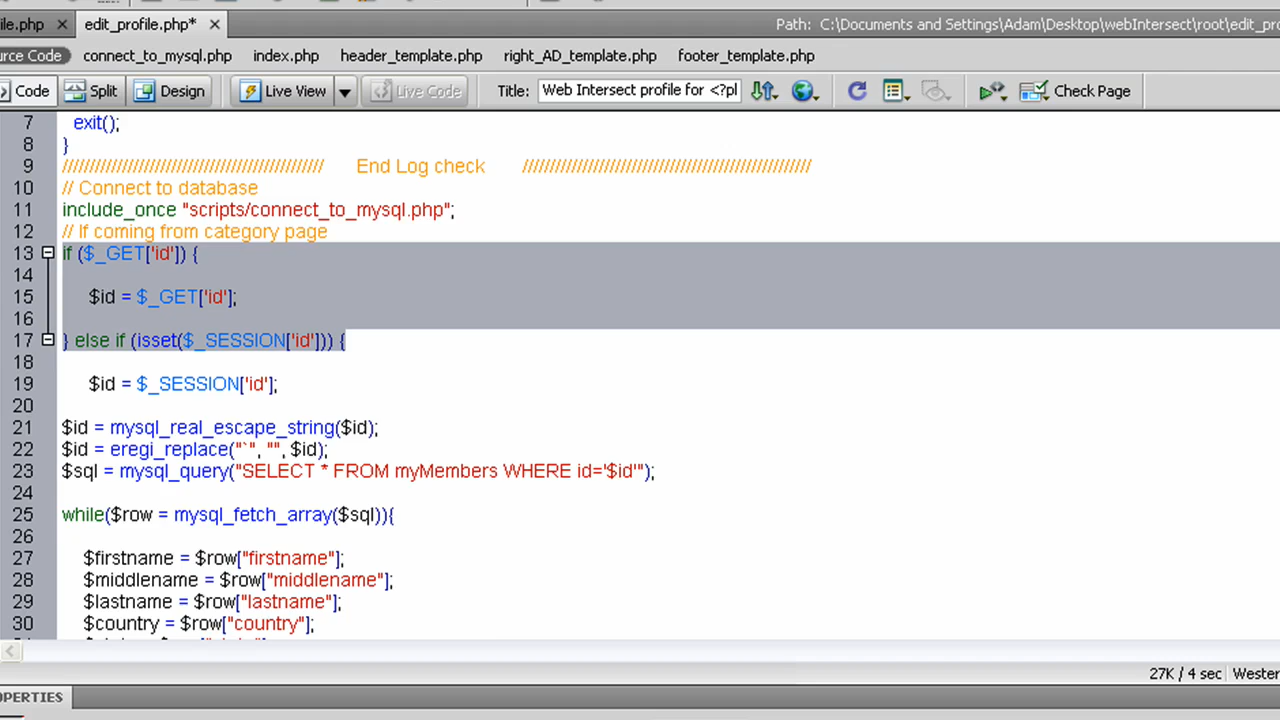 ile.php × edit_profile.php* × Path: C:\Documents and Settings\Adam\Desktop\webIntersect\root\edit_pro
urce Code connect_to_mysql.php index.php header_template.php right_AD_template.php footer_template.php
Code Split Design Live View Live Code Title: Web Intersect profile for <?pl Check Page
7 exit();
8 }
9 ///////////////////////////////////////////// End Log check /////////////////////////////////////////////////
10 // Connect to database
11 include_once "scripts/connect_to_mysql.php";
12 // If coming from category page
13 if ($_GET['id']) {
14
15 $id = $_GET['id'];
16
17 } else if (isset($_SESSION['id'])) {
18
19 $id = $_SESSION['id'];
20
21 $id = mysql_real_escape_string($id);
22 $id = eregi_replace("`", "", $id);
23 $sql = mysql_query("SELECT * FROM myMembers WHERE id='$id'");
24
25 while($row = mysql_fetch_array($sql)){
26
27 $firstname = $row["firstname"];
28 $middlename = $row["middlename"];
29 $lastname = $row["lastname"];
30 $country = $row["country"];
27K / 4 sec Wester
OPERTIES